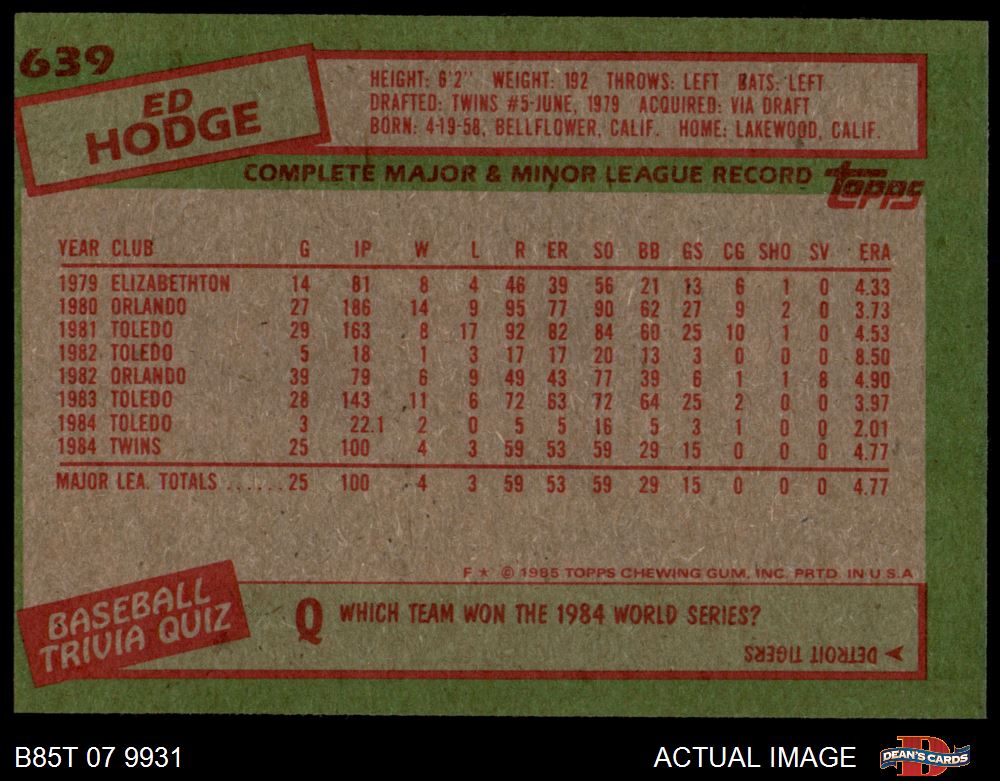 639
ED
HODGE
HEIGHT: 6'2" WEIGHT: 192 THROWS: LEFT BATS: LEFT
DRAFTED: TWINS #5-JUNE, 1979 ACQUIRED: VIA DRAFT
BORN: 4-19-58, BELLFLOWER, CALIF. HOME: LAKEWOOD, CALIF.
COMPLETE MAJOR & MINOR LEAGUE RECORD topps
YEAR CLUB G IP W L R ER SO BB GS CG SHO SV ERA
1979 ELIZABETHTON 14 81 8 4 46 39 56 21 13 6 1 0 4.33
1980 ORLANDO 27 186 14 9 95 77 90 62 27 9 2 0 3.73
1981 TOLEDO 29 163 8 17 92 82 84 60 25 10 1 0 4.53
1982 TOLEDO 5 18 1 3 17 17 20 13 3 0 0 0 8.50
1982 ORLANDO 39 79 6 9 49 43 77 39 6 1 1 8 4.90
1983 TOLEDO 28 143 11 6 72 63 72 64 25 2 0 0 3.97
1984 TOLEDO 3 22.1 2 0 5 5 16 5 3 1 0 0 2.01
1984 TWINS 25 100 4 3 59 53 59 29 15 0 0 0 4.77
MAJOR LEA. TOTALS ...... 25 100 4 3 59 53 59 29 15 0 0 0 4.77
F ★ © 1985 TOPPS CHEWING GUM, INC. PRTD. IN U.S.A.
BASEBALL
TRIVIA QUIZ
Q WHICH TEAM WON THE 1984 WORLD SERIES?
DETROIT TIGERS
B85T 07 9931 ACTUAL IMAGE DEAN'S CARDS